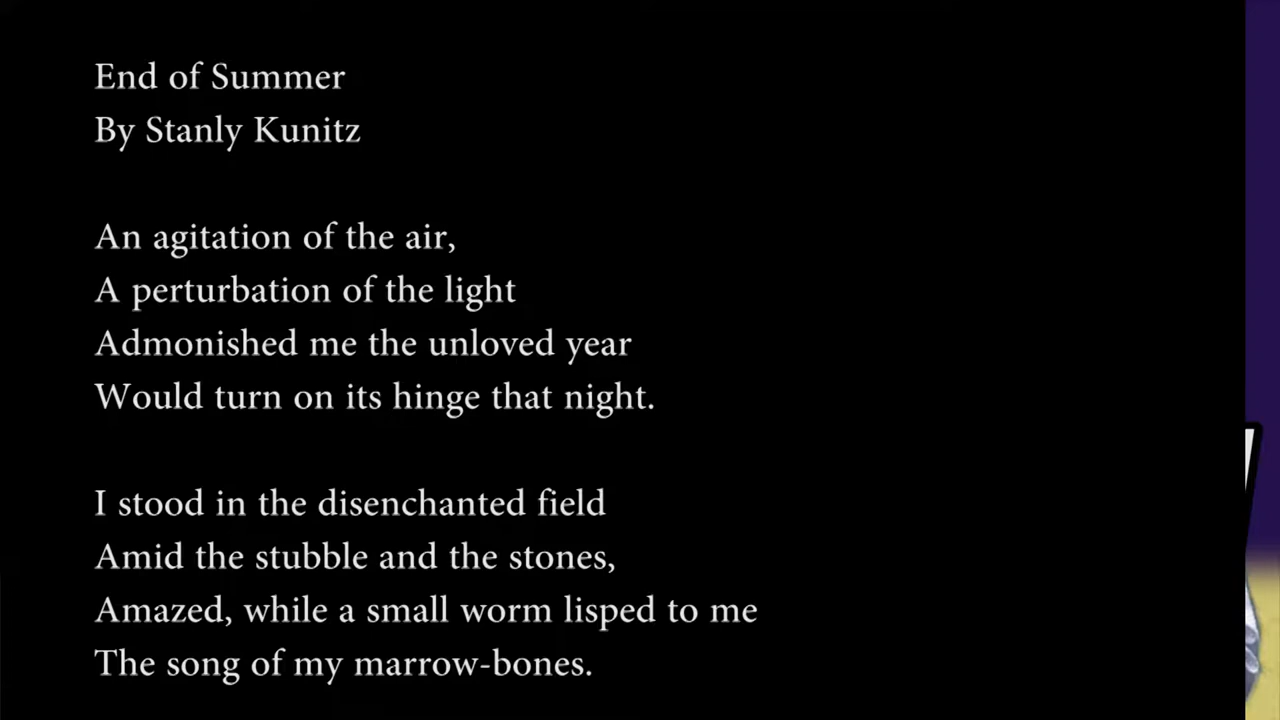 End of Summer
By Stanly Kunitz
An agitation of the air,
A perturbation of the light
Admonished me the unloved year
Would turn on its hinge that night.
I stood in the disenchanted field
Amid the stubble and the stones,
Amazed, while a small worm lisped to me
The song of my marrow-bones.